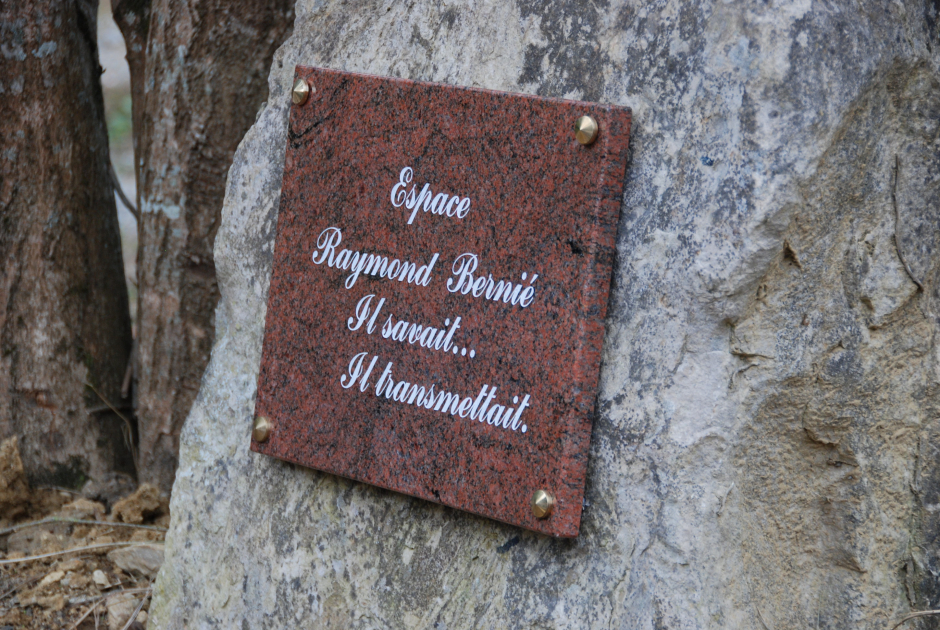 Espace
Raymond Bernié
Il savait...
Il transmettait.